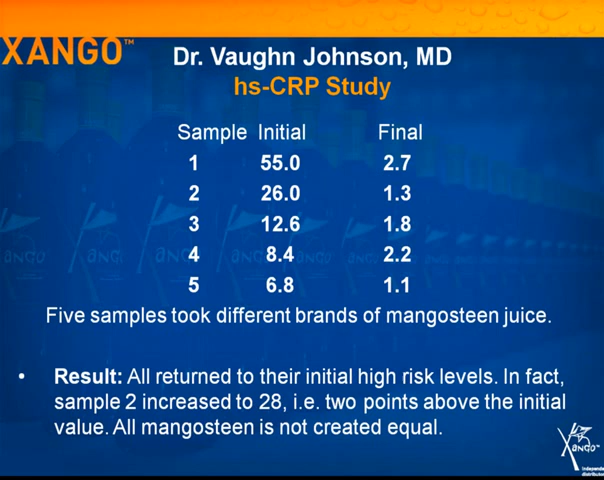 XANGO™
Dr. Vaughn Johnson, MD
hs-CRP Study
Sample Initial Final
1 55.0 2.7
2 26.0 1.3
3 12.6 1.8
4 8.4 2.2
5 6.8 1.1
Five samples took different brands of mangosteen juice.
• Result: All returned to their initial high risk levels. In fact,
sample 2 increased to 28, i.e. two points above the initial
value. All mangosteen is not created equal.
XANGO™
Independent
distributor